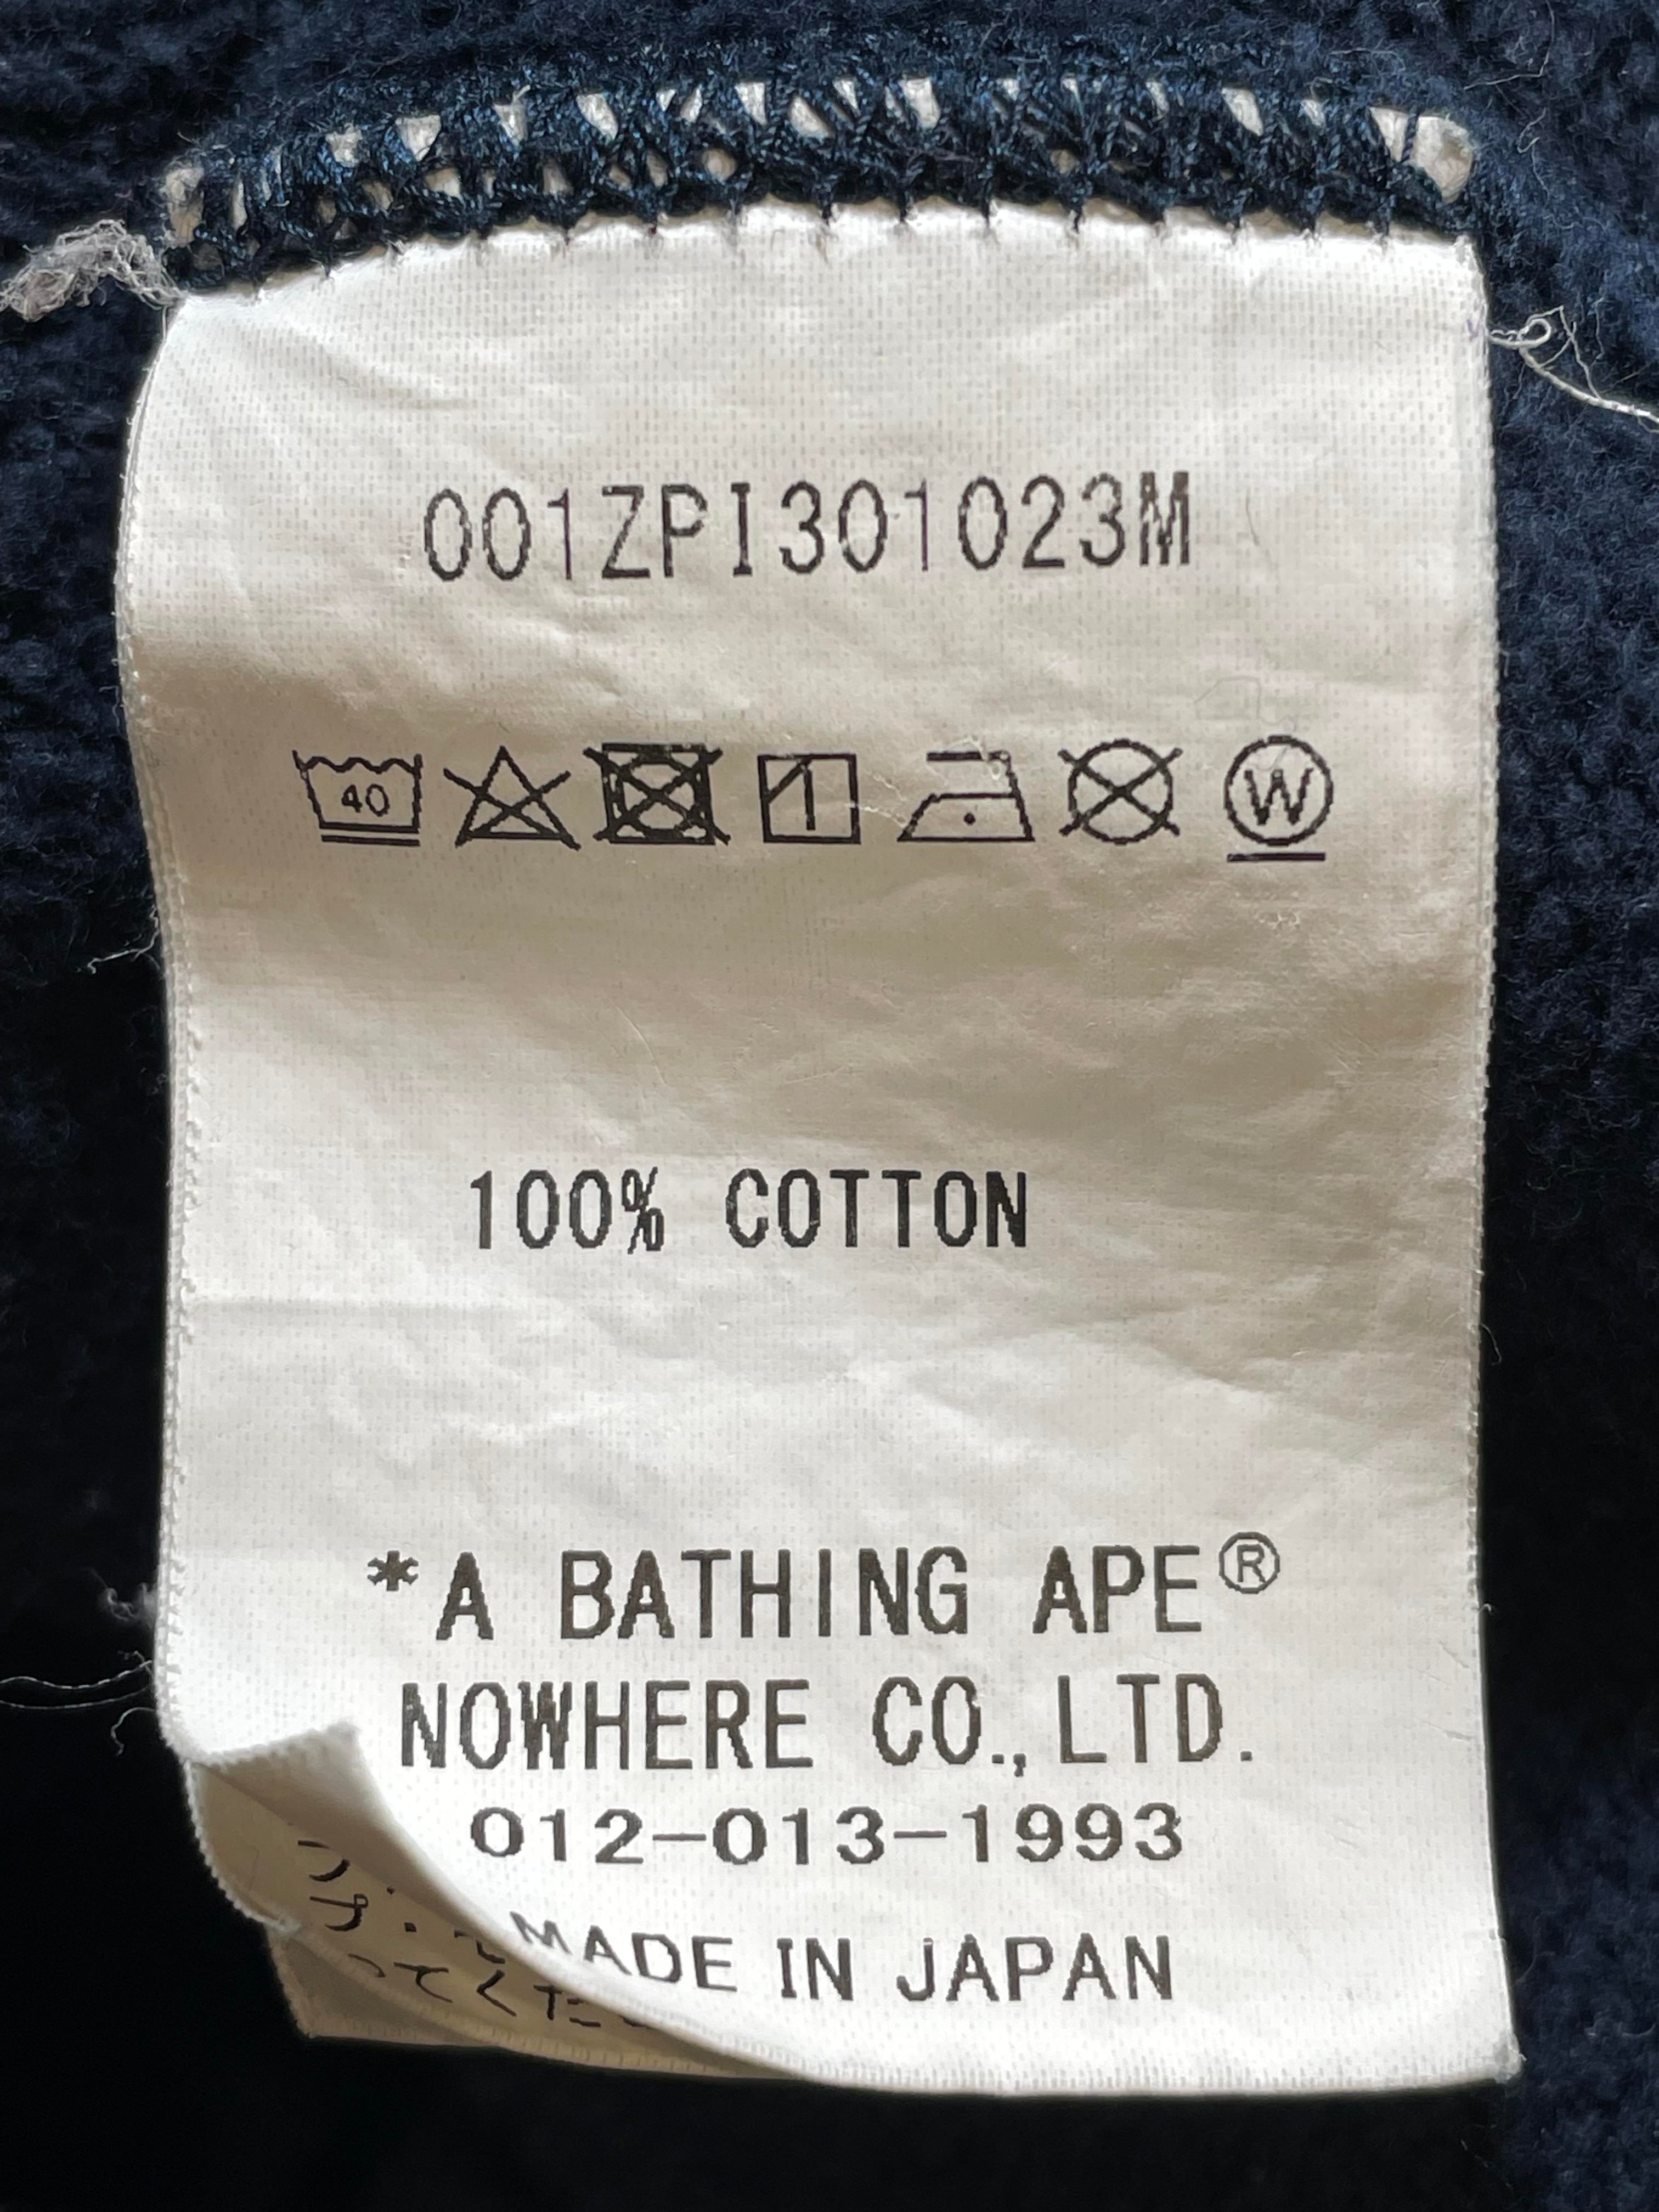 001ZPI301023M
40
W
100% COTTON
*A BATHING APE®
NOWHERE CO., LTD.
012-013-1993
MADE IN JAPAN